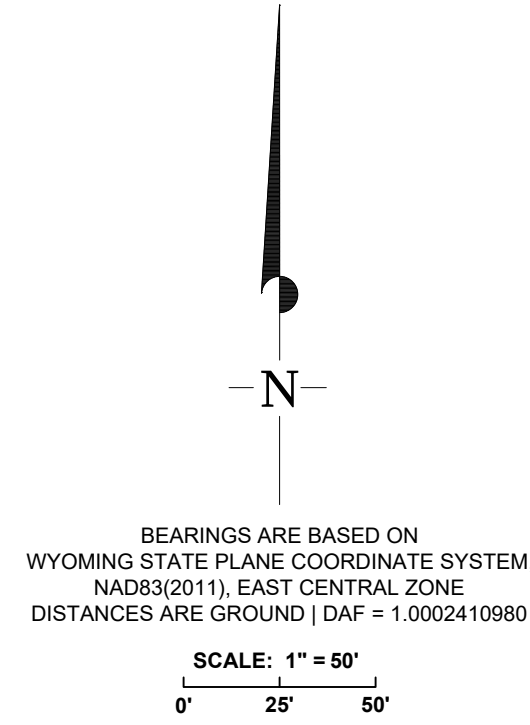 N
BEARINGS ARE BASED ON
WYOMING STATE PLANE COORDINATE SYSTEM
NAD83(2011), EAST CENTRAL ZONE
DISTANCES ARE GROUND | DAF = 1.0002410980
SCALE: 1" = 50'
0' 25' 50'